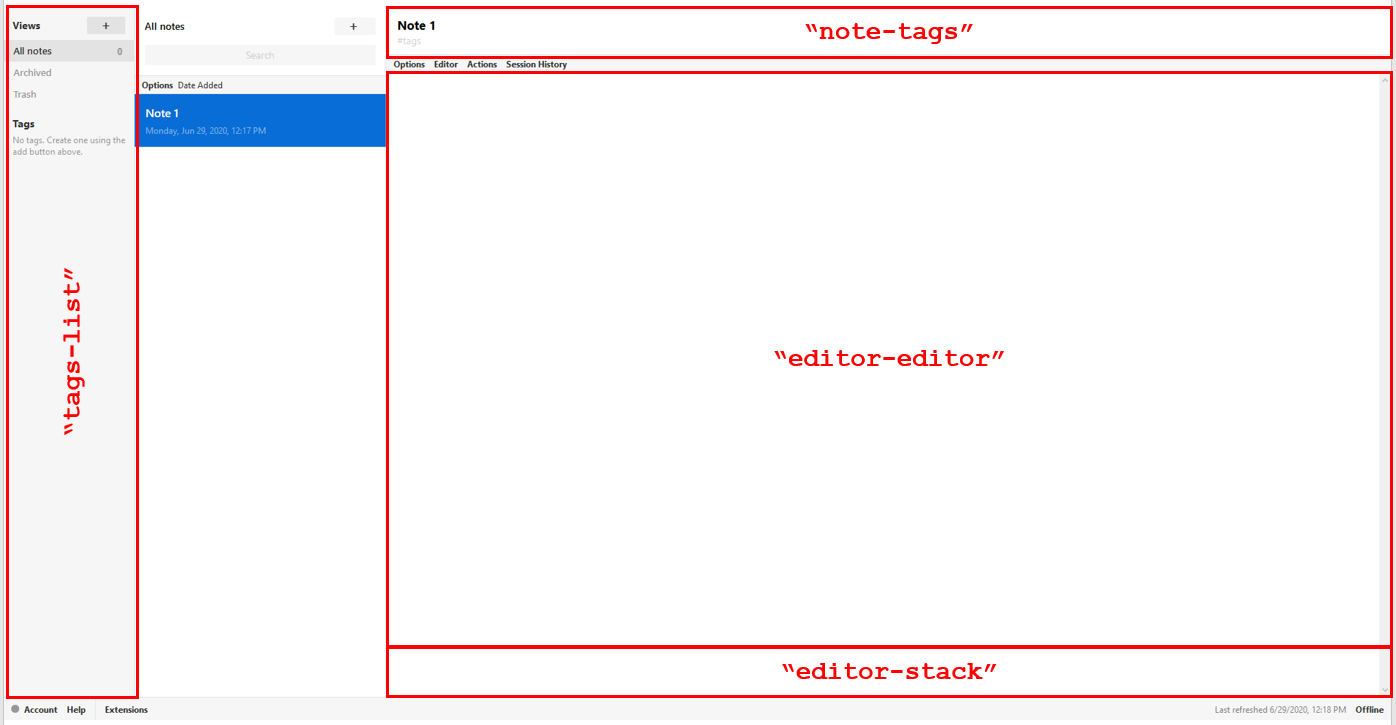 Views +
All notes 0
Archived
Trash
Tags
No tags. Create one using the
add button above.
“tags-list”
All notes +
Search
Options Date Added
Note 1
Monday, Jun 29, 2020, 12:17 PM
Note 1
#tags
“note-tags”
Options Editor Actions Session History
“editor-editor”
“editor-stack”
Account Help Extensions
Last refreshed 6/29/2020, 12:18 PM Offline